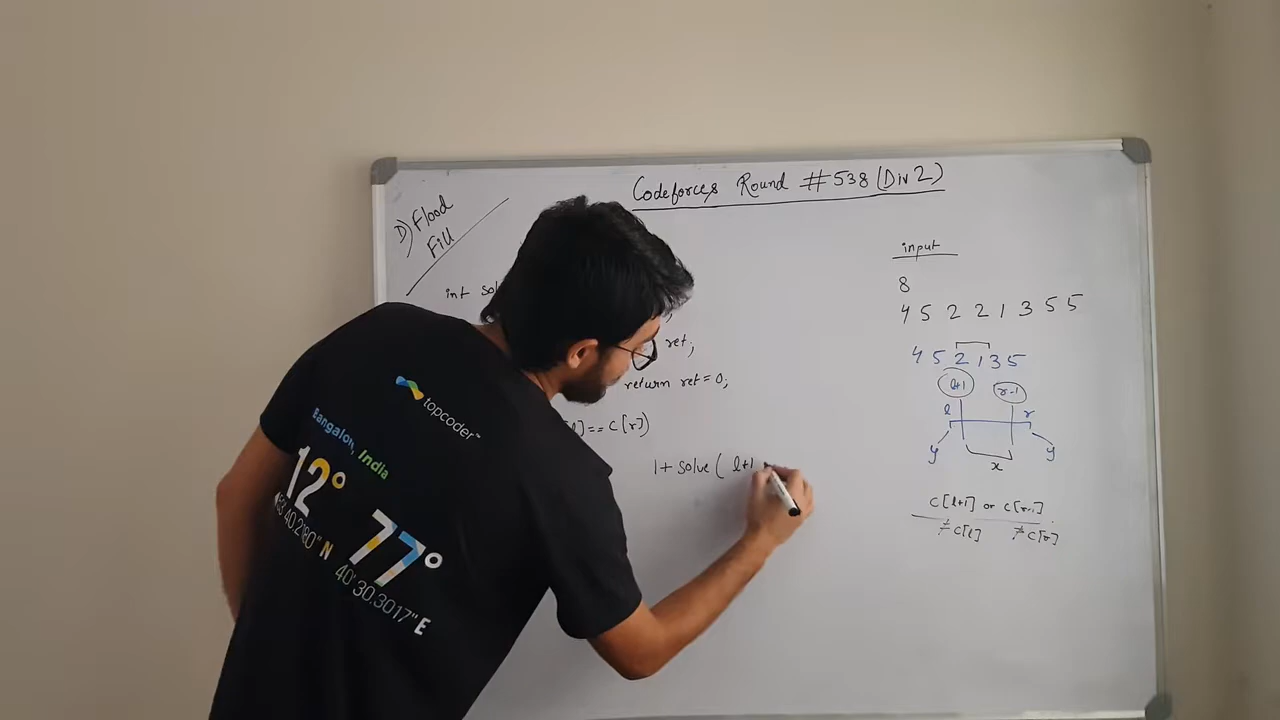 Codeforces Round #538 (Div 2)
D) Flood
Fill
int
ret;
return ret = 0;
== C[r])
1 + solve ( l+1
input
8
4 5 2 2 1 3 5 5
4 5 2 1 3 5
l+1 r-1
l r
y y
x
C[l+1] or C[r-1]
≠ C[l] ≠ C[r]
topcoder™
Bangalore, India
12° 77°
40' 30.3017" E